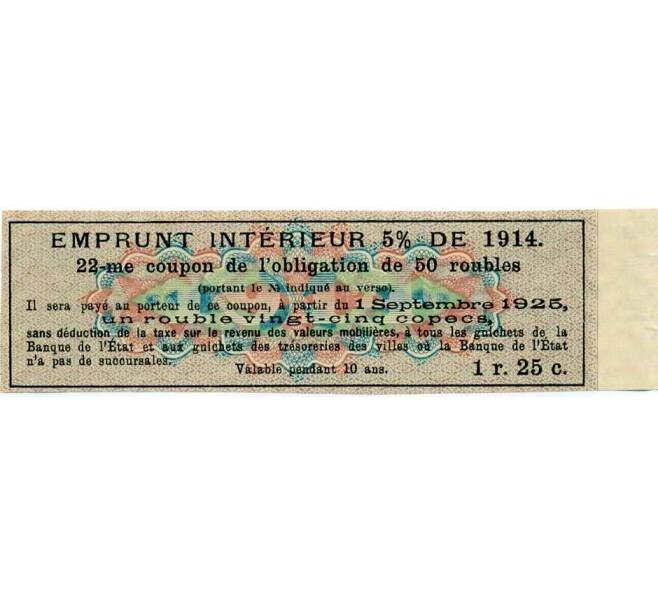 EMPRUNT INTÉRIEUR 5% DE 1914.
22-me coupon de l'obligation de 50 roubles
(portant le № indiqué au verso).
Il sera payé au porteur de ce coupon, à partir du 1 Septembre 1925,
un rouble vingt-cinq copecs,
sans déduction de la taxe sur le revenu des valeurs mobilières, à tous les guichets de la
Banque de l'État et aux guichets des trésoreries des villes où la Banque de l'État
n'a pas de succursales.
Valable pendant 10 ans.
1 r. 25 c.